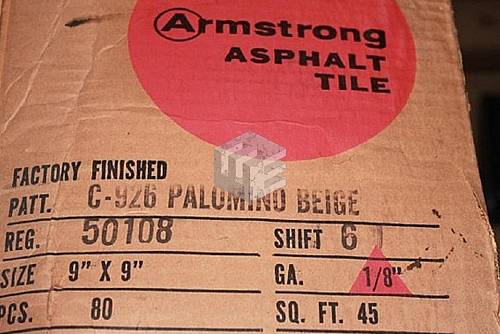 Armstrong
ASPHALT
TILE
FACTORY FINISHED
PATT. C-926 PALOMINO BEIGE
REG. 50108 SHIFT 6
SIZE 9" X 9" GA. 1/8"
PCS. 80 SQ. FT. 45